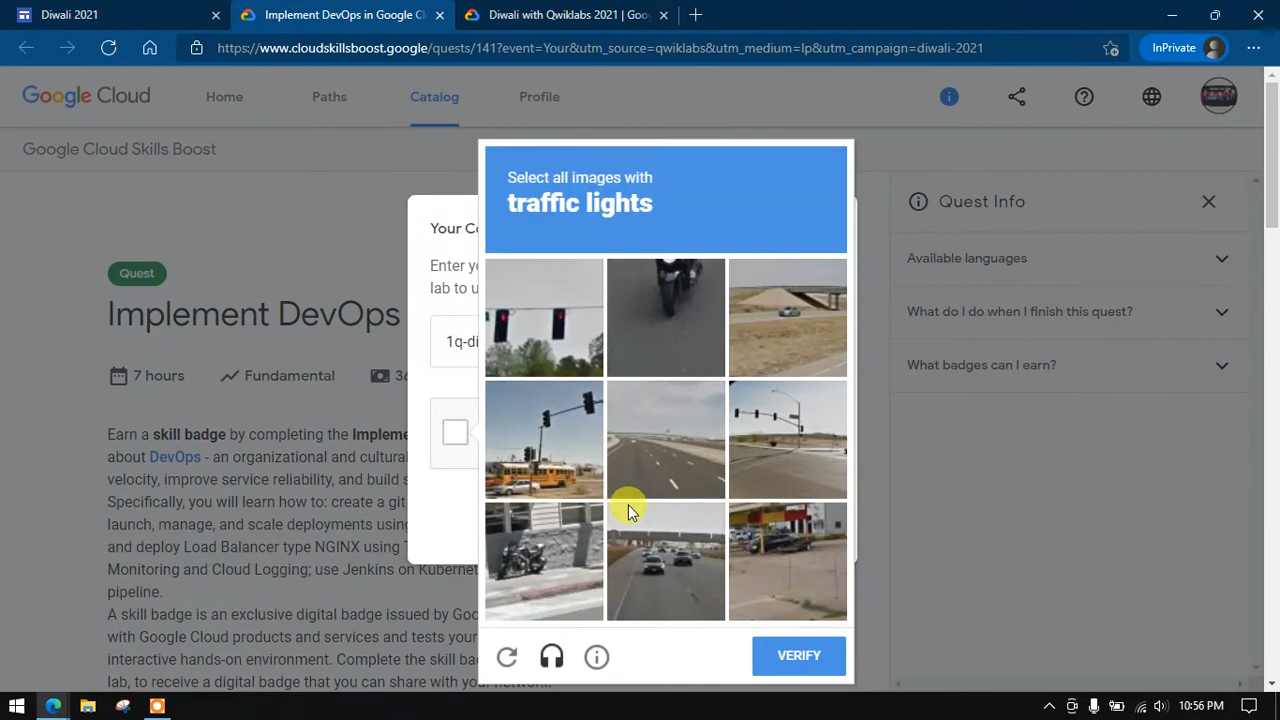 Diwali 2021
Implement DevOps in Google Cl
Diwali with Qwiklabs 2021 | Goo
https://www.cloudskillsboost.google/quests/141?event=Your&utm_source=qwiklabs&utm_medium=lp&utm_campaign=diwali-2021
InPrivate
Google Cloud
Home
Paths
Catalog
Profile
Google Cloud Skills Boost
Quest
Implement DevOps
7 hours
Fundamental
Earn a skill badge by completing the Impleme
about DevOps - an organizational and cultura
velocity, improve service reliability, and build s
Specifically, you will learn how to: create a git
launch, manage, and scale deployments using
and deploy Load Balancer type NGINX using T
Monitoring and Cloud Logging; use Jenkins on Kubernet
pipeline.
A skill badge is an exclusive digital badge issued by Goo
with Google Cloud products and services and tests your
interactive hands-on environment. Complete the skill bad
lab, to receive a digital badge that you can share with your network.
Your Co
Enter yo
lab to u
1q-di
Select all images with
traffic lights
VERIFY
Quest Info
Available languages
What do I do when I finish this quest?
What badges can I earn?
10:56 PM